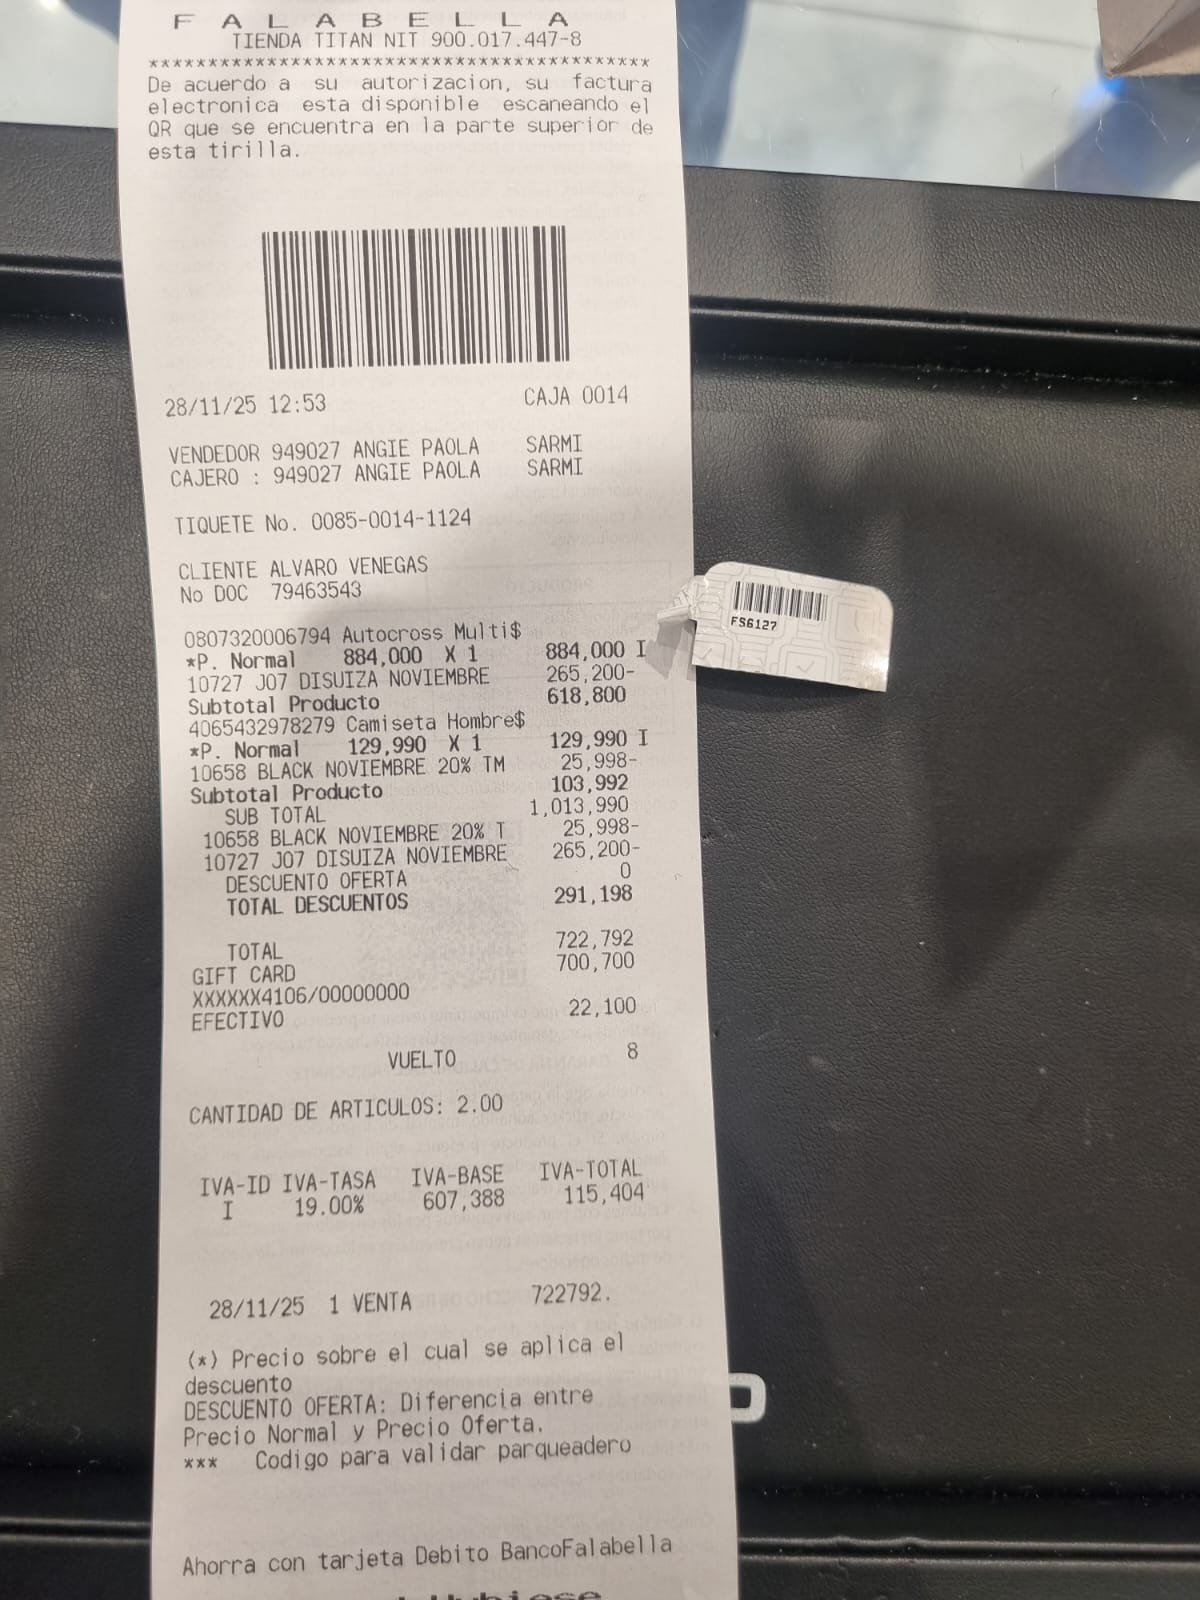 F A L A B E L L A
TIENDA TITAN NIT 900.017.447-8
******************************************
De acuerdo a su autorizacion, su factura
electronica esta disponible escaneando el
QR que se encuentra en la parte superior de
esta tirilla.
28/11/25 12:53 CAJA 0014
VENDEDOR 949027 ANGIE PAOLA SARMI
CAJERO : 949027 ANGIE PAOLA SARMI
TIQUETE No. 0085-0014-1124
CLIENTE ALVARO VENEGAS
No DOC 79463543
0807320006794 Autocross Multi$
*P. Normal 884,000 X 1 884,000 I
10727 J07 DISUIZA NOVIEMBRE 265,200-
Subtotal Producto 618,800
4065432978279 Camiseta Hombre$
*P. Normal 129,990 X 1 129,990 I
10658 BLACK NOVIEMBRE 20% TM 25,998-
Subtotal Producto 103,992
SUB TOTAL 1,013,990
10658 BLACK NOVIEMBRE 20% T 25,998-
10727 J07 DISUIZA NOVIEMBRE 265,200-
DESCUENTO OFERTA 0
TOTAL DESCUENTOS 291,198
TOTAL 722,792
GIFT CARD 700,700
XXXXXX4106/00000000
EFECTIVO 22,100
VUELTO 8
CANTIDAD DE ARTICULOS: 2.00
IVA-ID IVA-TASA IVA-BASE IVA-TOTAL
I 19.00% 607,388 115,404
28/11/25 1 VENTA 722792.
(*) Precio sobre el cual se aplica el
descuento
DESCUENTO OFERTA: Diferencia entre
Precio Normal y Precio Oferta.
*** Codigo para validar parqueadero
Ahorra con tarjeta Debito BancoFalabella
FS6127